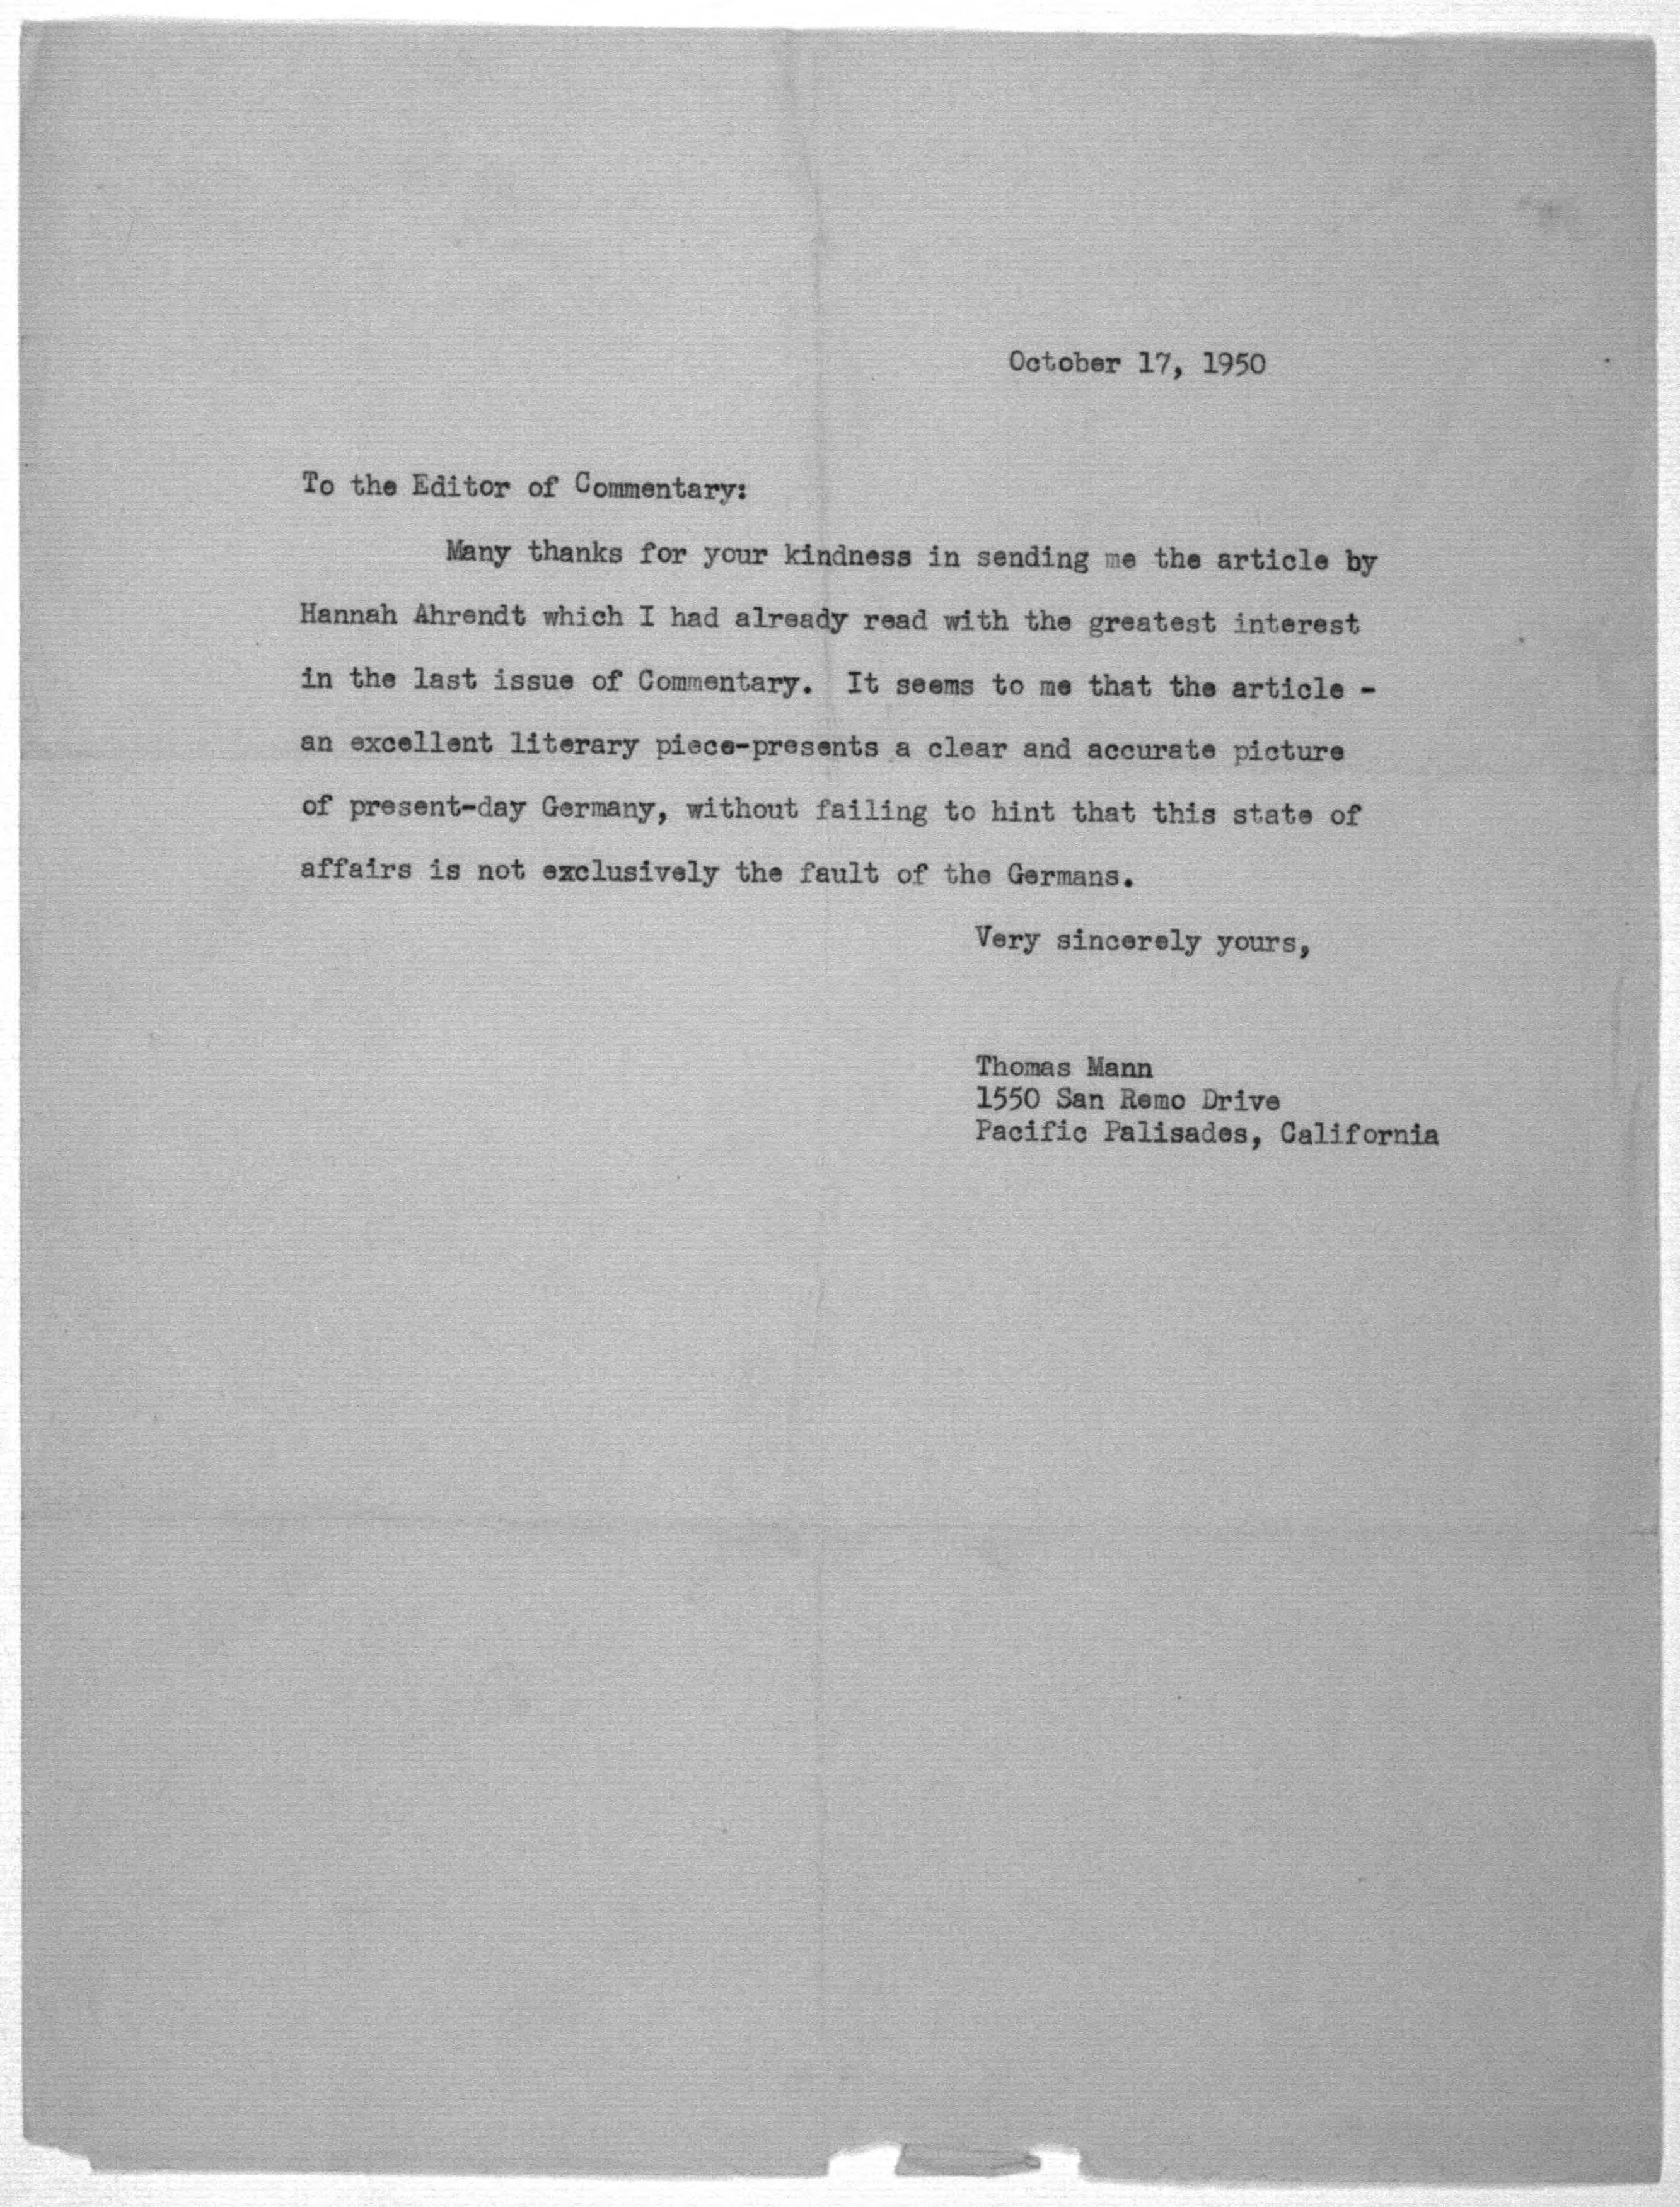 October 17, 1950
To the Editor of Commentary:
Many thanks for your kindness in sending me the article by
Hannah Ahrendt which I had already read with the greatest interest
in the last issue of Commentary. It seems to me that the article -
an excellent literary piece-presents a clear and accurate picture
of present-day Germany, without failing to hint that this state of
affairs is not exclusively the fault of the Germans.
Very sincerely yours,
Thomas Mann
1550 San Remo Drive
Pacific Palisades, California